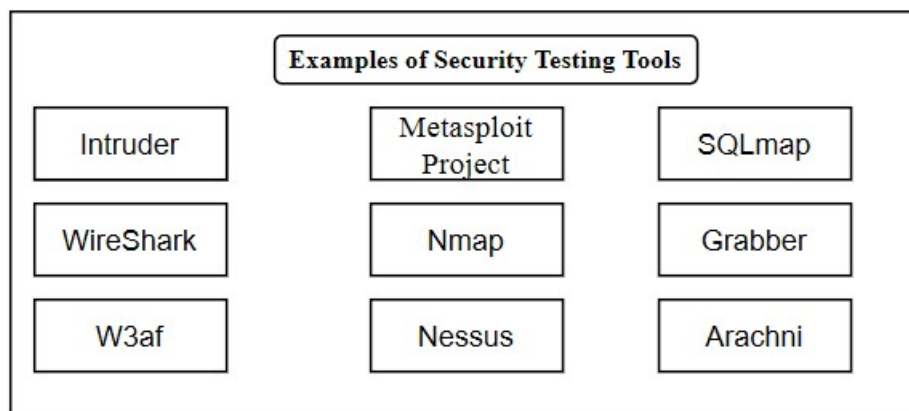 Examples of Security Testing Tools
Intruder
Metasploit
Project
SQLmap
WireShark
Nmap
Grabber
W3af
Nessus
Arachni